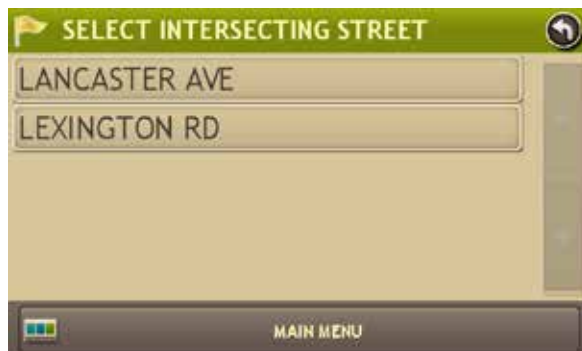 SELECT INTERSECTING STREET
LANCASTER AVE
LEXINGTON RD
MAIN MENU